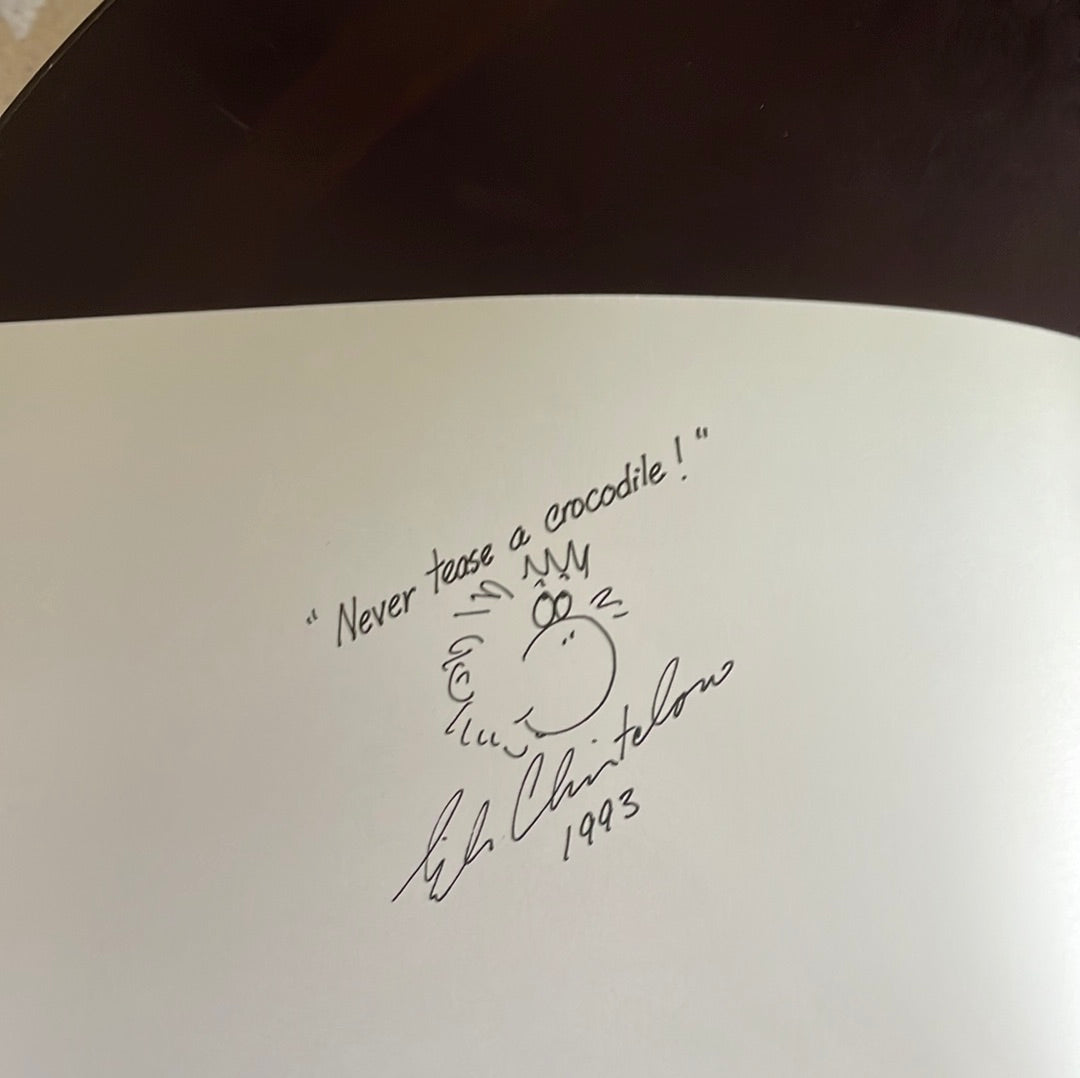 "Never tease a crocodile!"
Eileen Christelow
1993